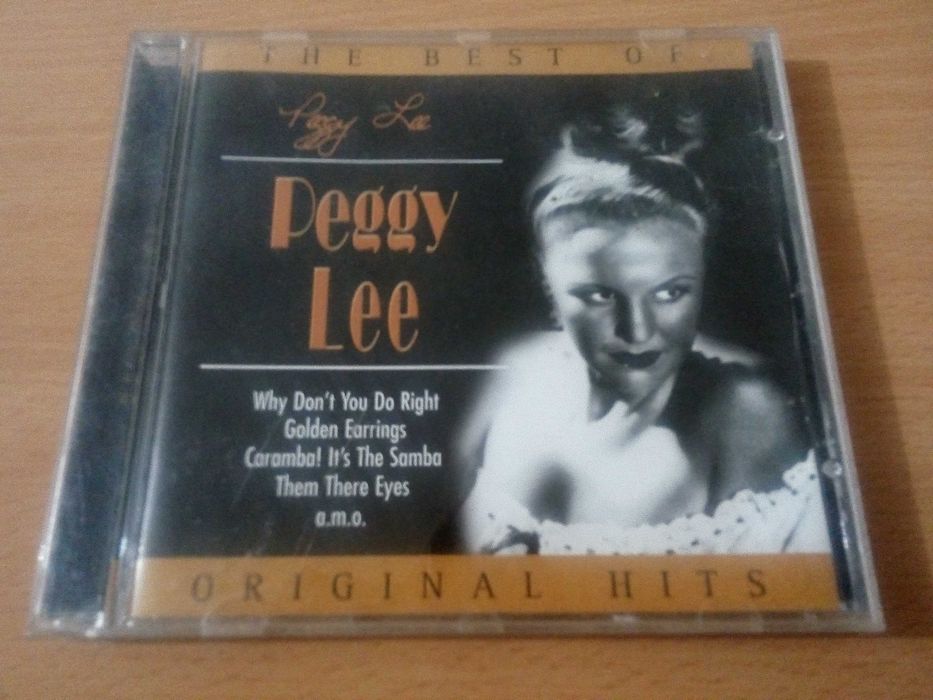 THE BEST OF
Peggy Lee
Peggy
Lee
Why Don't You Do Right
Golden Earrings
Caramba! It's The Samba
Them There Eyes
a.m.o.
ORIGINAL HITS